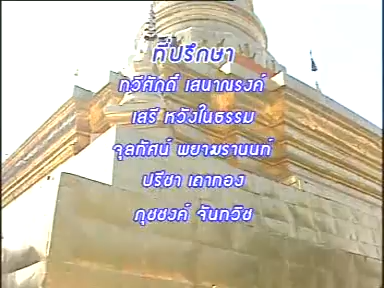 ที่ปรึกษา
ทวีศักดิ์ เสนาณรงค์
เสรี หวังในธรรม
จุลทัศน์ พยาฆรานนท์
ปรีชา เถาทอง
กุชชงค์ จันทวิช